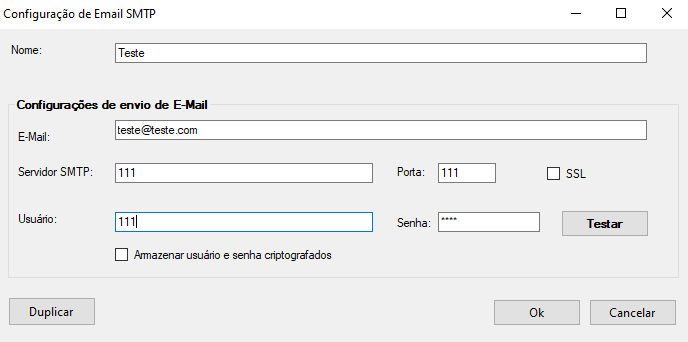 Configuração de Email SMTP
Nome: Teste
Configurações de envio de E-Mail
E-Mail: teste@teste.com
Servidor SMTP: 111 Porta: 111 SSL
Usuário: 111 Senha: **** Testar
Armazenar usuário e senha criptografados
Duplicar Ok Cancelar